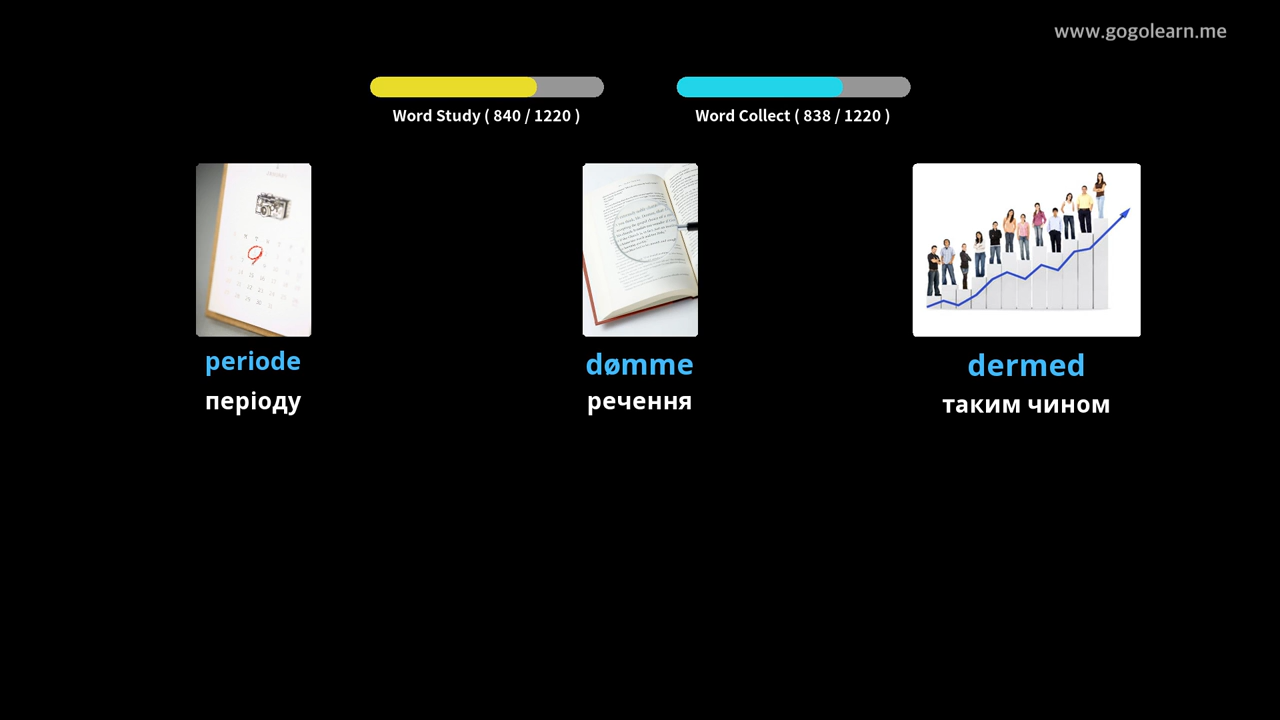 www.gogolearn.me
Word Study ( 840 / 1220 )
Word Collect ( 838 / 1220 )
periode
dømme
dermed
періоду
речення
таким чином